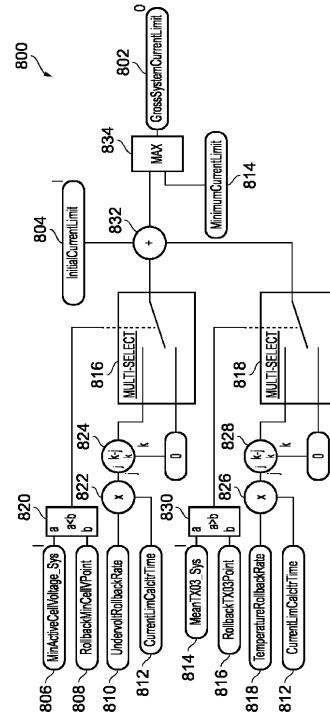 800
806
MinActiveCellVoltage_Sys
808
RollbackMinCellVPoint
810
UndervoltRollbackRate
812
CurrentLimCalcItrTime
820
a
a<b
b
822
x
824
j
k-j
k
j
k
0
816
MULTI-SELECT
804
InitialCurrentLimit
832
+
834
MAX
802
GrossSystemCurrentLimit
0
MinimumCurrentLimit
814
814
MeanTX03_Sys
816
RollbackTX03Point
818
TemperatureRollbackRate
812
CurrentLimCalcItrTime
830
a
a>b
b
826
x
828
j
k-j
k
j
k
0
818
MULTI-SELECT